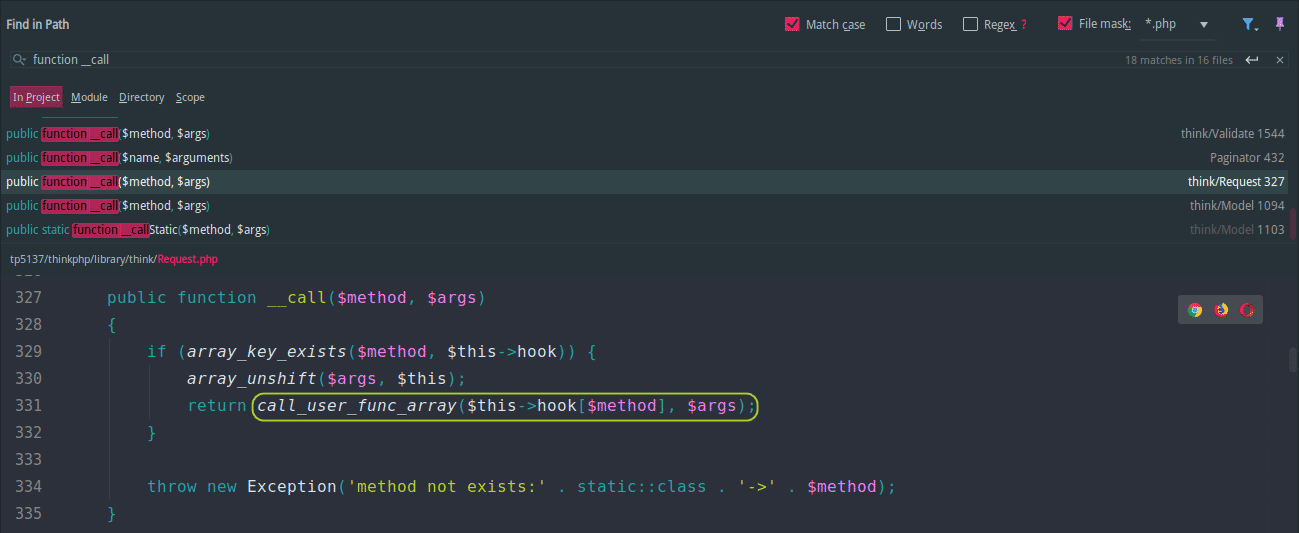 Find in Path Match case Words Regex ? File mask: *.php
function __call 18 matches in 16 files
In Project Module Directory Scope
public function __call($method, $args) think/Validate 1544
public function __call($name, $arguments) Paginator 432
public function __call($method, $args) think/Request 327
public function __call($method, $args) think/Model 1094
public static function __callStatic($method, $args) think/Model 1103
tp5137/thinkphp/library/think/Request.php
327 public function __call($method, $args)
328 {
329 if (array_key_exists($method, $this->hook)) {
330 array_unshift($args, $this);
331 return call_user_func_array($this->hook[$method], $args);
332 }
333
334 throw new Exception('method not exists:' . static::class . '->' . $method);
335 }